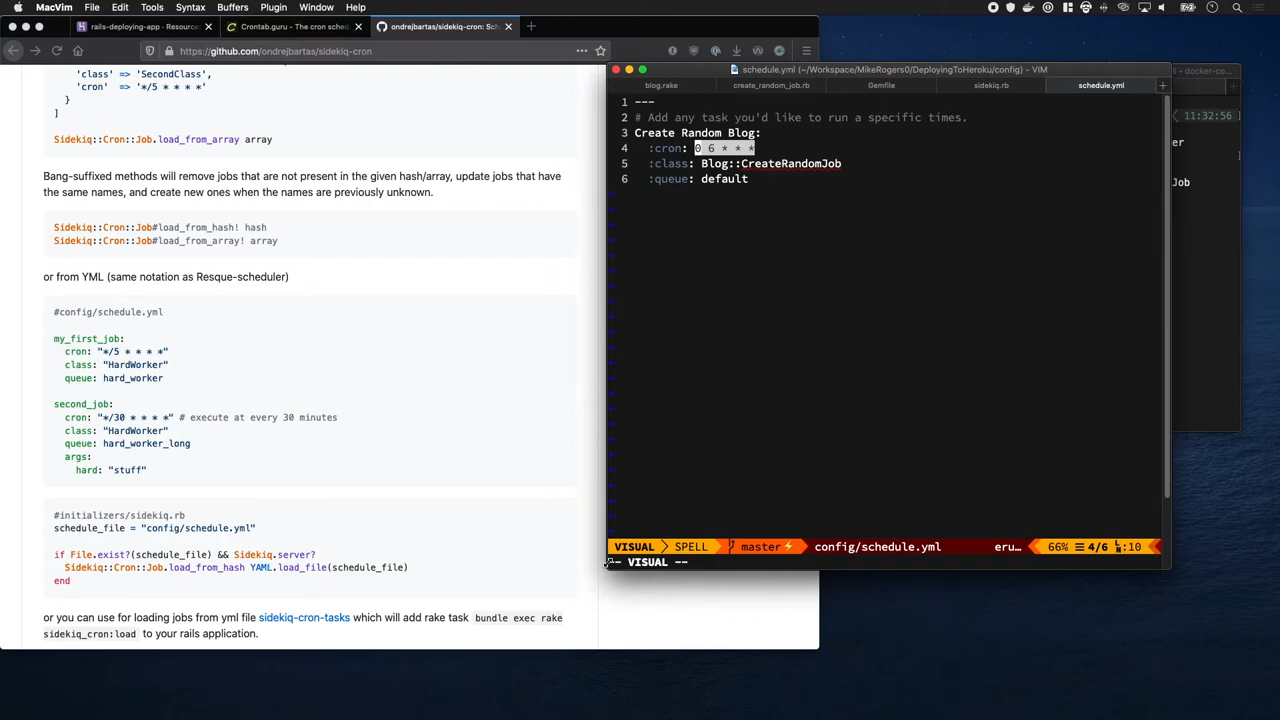 MacVim File Edit Tools Syntax Buffers Plugin Window Help
rails-deploying-app - Resource
Crontab.guru - The cron sched
ondrejbartas/sidekiq-cron: Sch
https://github.com/ondrejbartas/sidekiq-cron
'class' => 'SecondClass',
'cron' => '*/5 * * * *'
}
]
Sidekiq::Cron::Job.load_from_array array
Bang-suffixed methods will remove jobs that are not present in the given hash/array, update jobs that have
the same names, and create new ones when the names are previously unknown.
Sidekiq::Cron::Job#load_from_hash! hash
Sidekiq::Cron::Job#load_from_array! array
or from YML (same notation as Resque-scheduler)
#config/schedule.yml
my_first_job:
cron: "*/5 * * * *"
class: "HardWorker"
queue: hard_worker
second_job:
cron: "*/30 * * * *" # execute at every 30 minutes
class: "HardWorker"
queue: hard_worker_long
args:
hard: "stuff"
#initializers/sidekiq.rb
schedule_file = "config/schedule.yml"
if File.exist?(schedule_file) && Sidekiq.server?
Sidekiq::Cron::Job.load_from_hash YAML.load_file(schedule_file)
end
or you can use for loading jobs from yml file sidekiq-cron-tasks which will add rake task bundle exec rake
sidekiq_cron:load to your rails application.
schedule.yml (~/Workspace/MikeRogers0/DeployingToHeroku/config) - VIM
blog.rake create_random_job.rb Gemfile sidekiq.rb schedule.yml
1 ---
2 # Add any task you'd like to run a specific times.
3 Create Random Blog:
4 :cron: 0 6 * * *
5 :class: Blog::CreateRandomJob
6 :queue: default
VISUAL SPELL master⚡ config/schedule.yml eru… 66% ☰ 4/6 :10
-- VISUAL --
docker-co…
11:32:56
er
Job